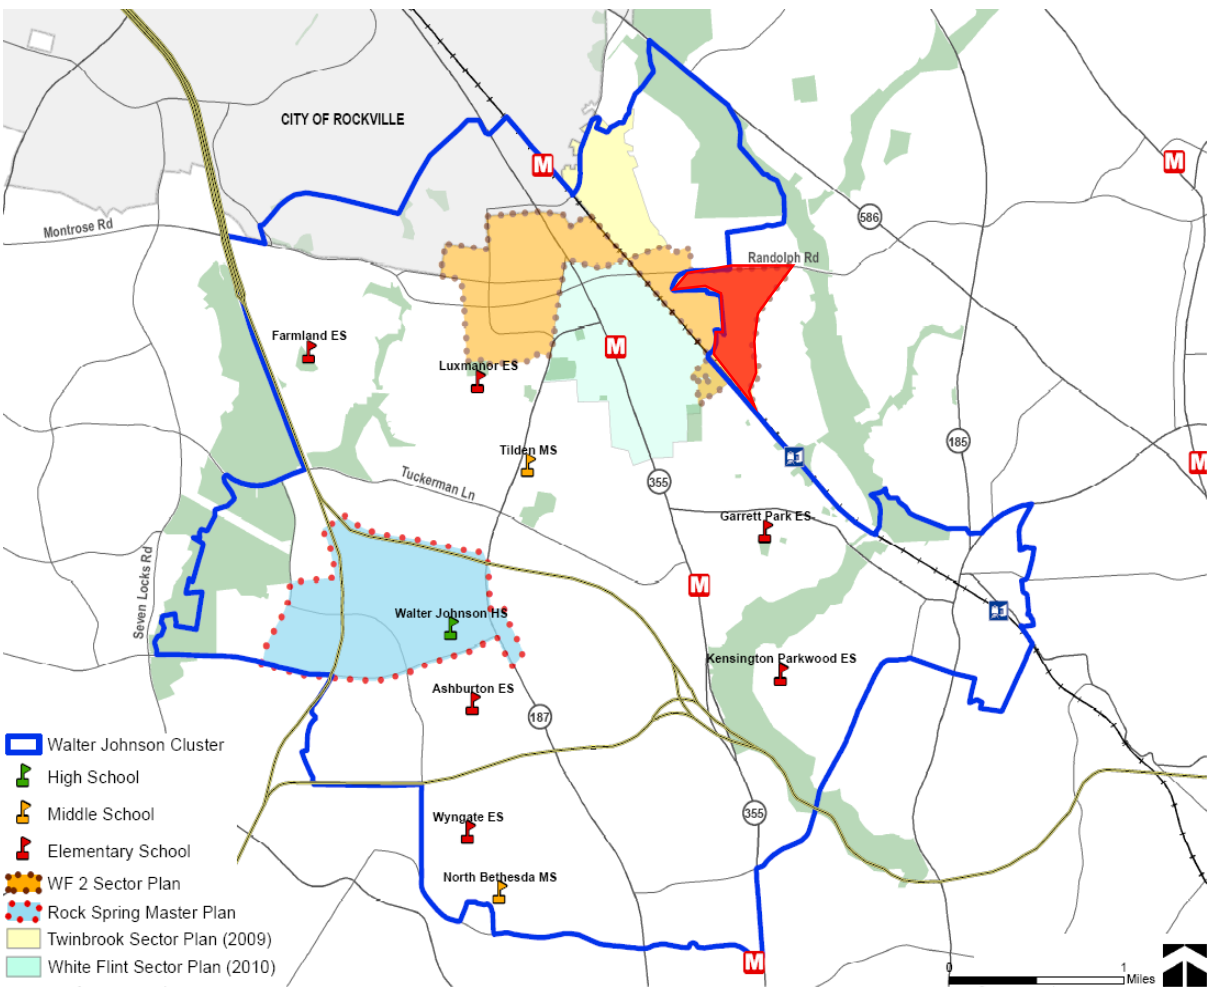 CITY OF ROCKVILLE
M
M
586
Montrose Rd
Randolph Rd
Farmland ES
M
Luxmanor ES
185
Tilden MS
M
Tuckerman Ln
355
Garrett Park ES
Seven Locks Rd
M
Walter Johnson HS
Kensington Parkwood ES
Ashburton ES
187
Walter Johnson Cluster
High School
Middle School
355
Wyngate ES
Elementary School
North Bethesda MS
WF 2 Sector Plan
Rock Spring Master Plan
Twinbrook Sector Plan (2009)
M
White Flint Sector Plan (2010)
0 1
Miles